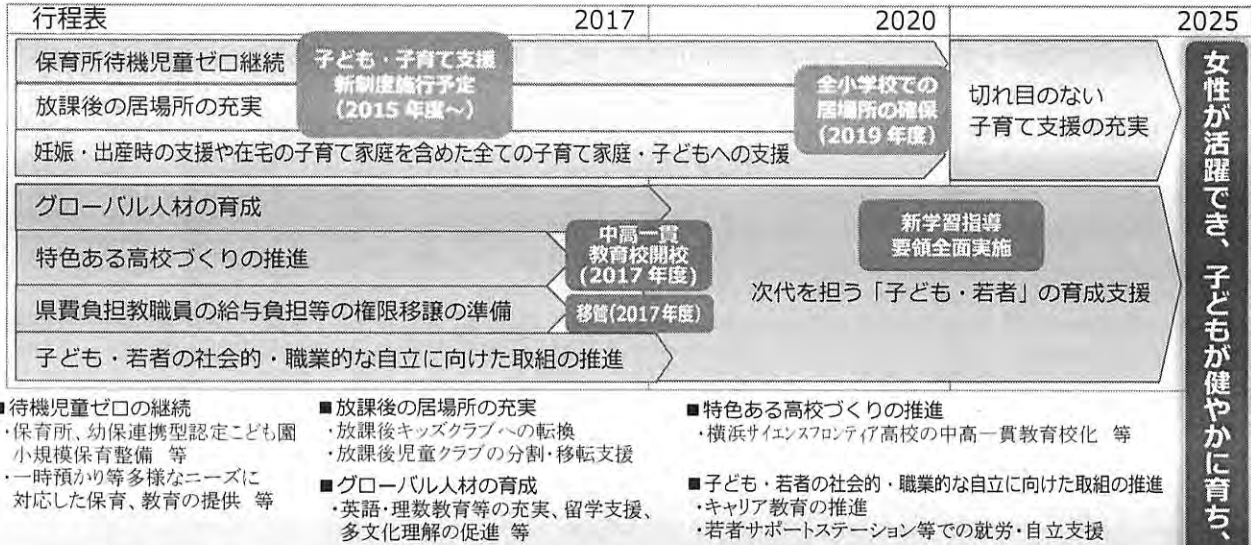 行程表 2017 2020 2025
保育所待機児童ゼロ継続
放課後の居場所の充実
妊娠・出産時の支援や在宅の子育て家庭を含めた全ての子育て家庭・子どもへの支援
子ども・子育て支援
新制度施行予定
(2015年度～)
全小学校での
居場所の確保
(2019年度)
切れ目のない
子育て支援の充実
グローバル人材の育成
特色ある高校づくりの推進
県費負担教職員の給与負担等の権限移譲の準備
子ども・若者の社会的・職業的な自立に向けた取組の推進
中高一貫
教育校開校
(2017年度)
移管(2017年度)
新学習指導
要領全面実施
次代を担う「子ども・若者」の育成支援
女性が活躍でき、子どもが健やかに育ち、
■待機児童ゼロの継続
・保育所、幼保連携型認定こども園
小規模保育整備 等
・一時預かり等多様なニーズに
対応した保育、教育の提供 等
■放課後の居場所の充実
・放課後キッズクラブへの転換
・放課後児童クラブの分割・移転支援
■グローバル人材の育成
・英語・理数教育等の充実、留学支援、
多文化理解の促進 等
■特色ある高校づくりの推進
・横浜サイエンスフロンティア高校の中高一貫教育校化 等
■子ども・若者の社会的・職業的な自立に向けた取組の推進
・キャリア教育の推進
・若者サポートステーション等での就労・自立支援